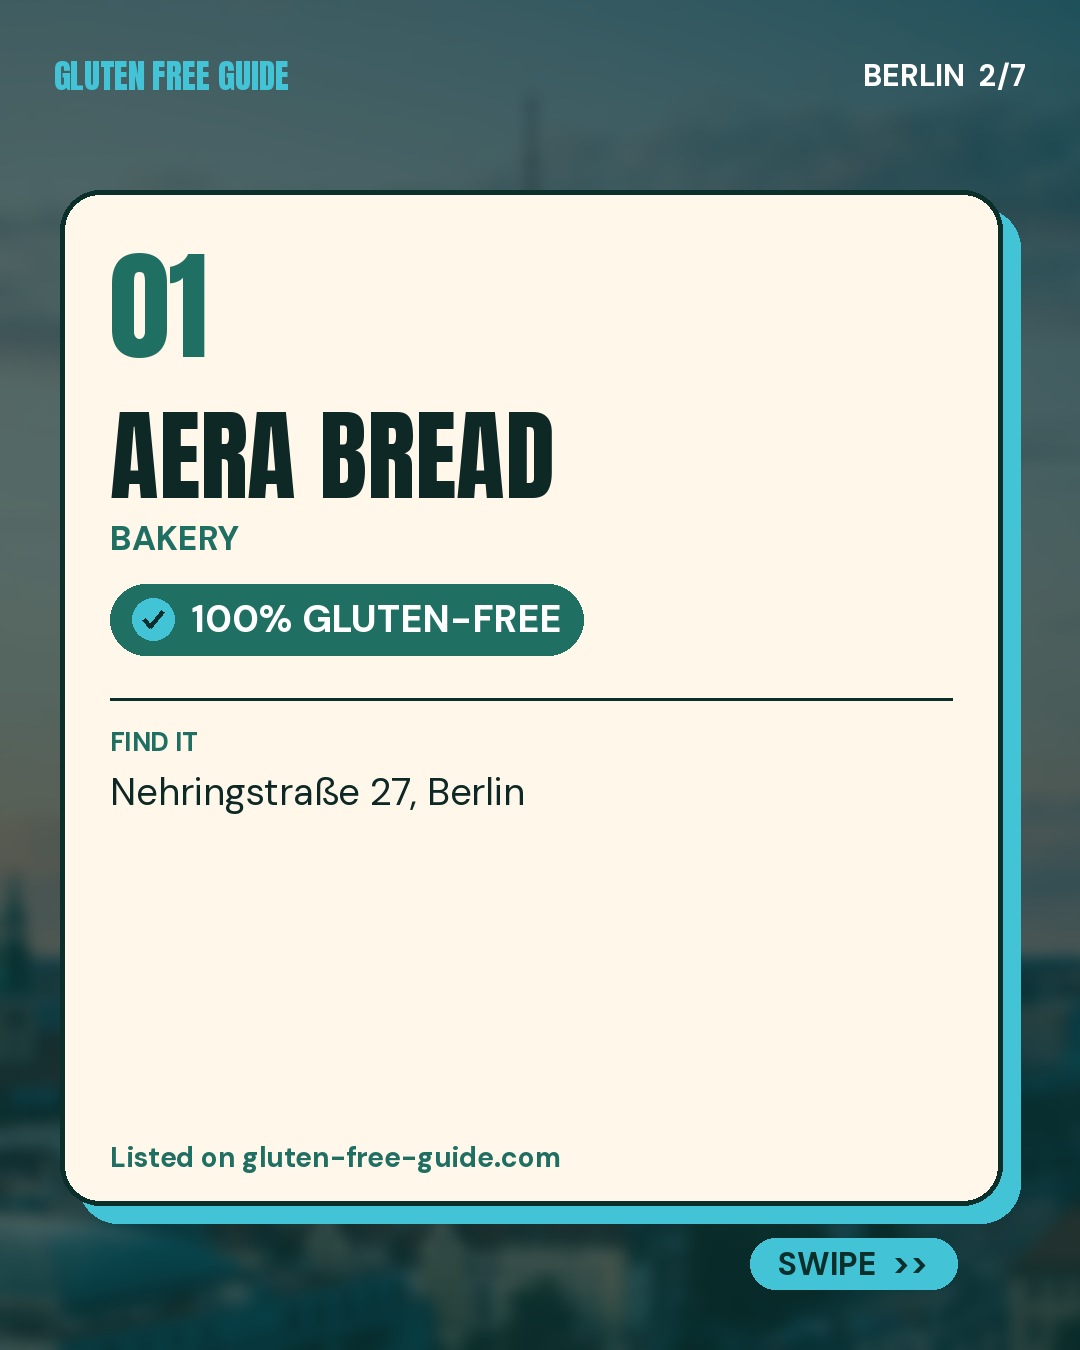 GLUTEN FREE GUIDE
BERLIN 2/7
01
AERA BREAD
BAKERY
100% GLUTEN-FREE
FIND IT
Nehringstraße 27, Berlin
Listed on gluten-free-guide.com
SWIPE >>